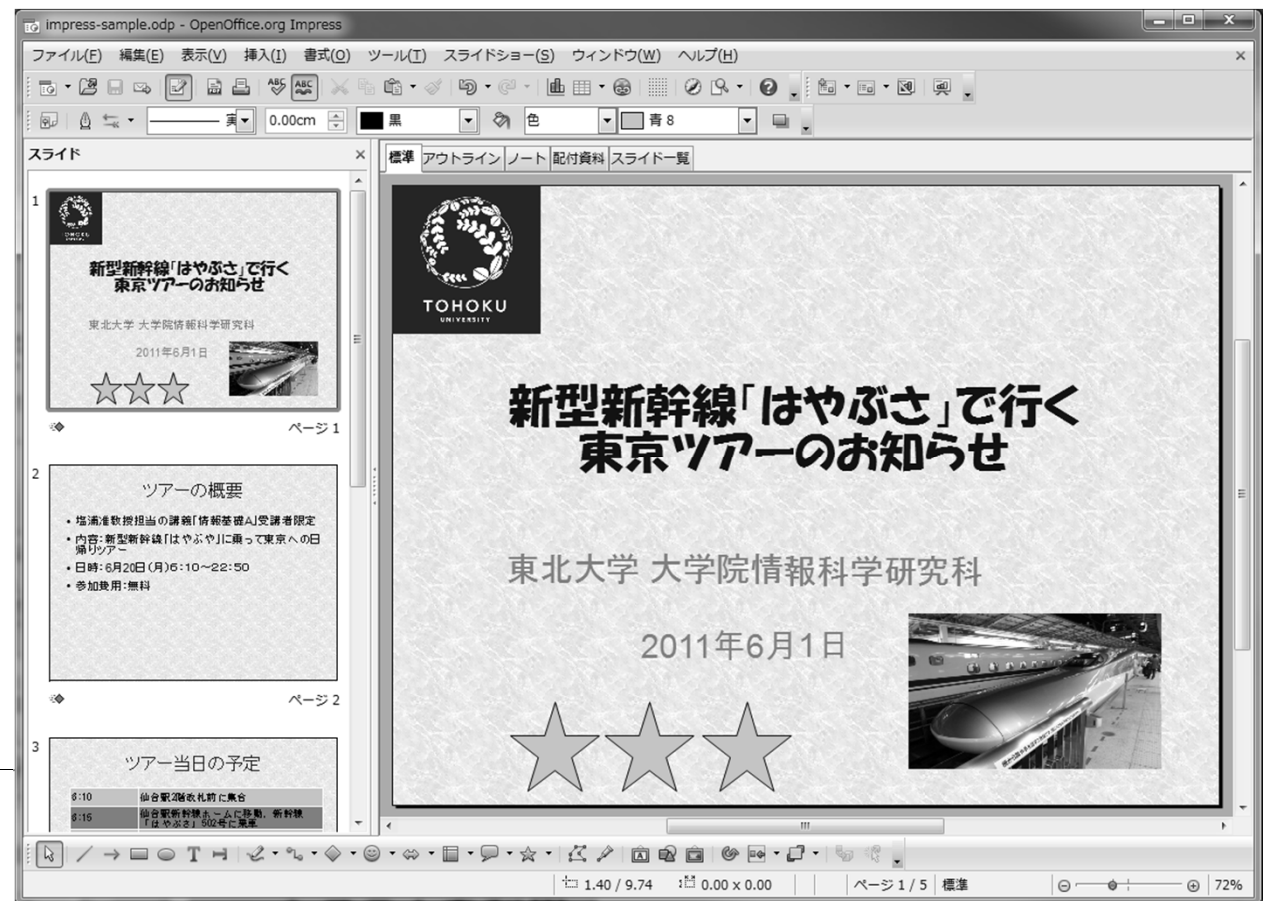 impress-sample.odp - OpenOffice.org Impress
ファイル(F) 編集(E) 表示(V) 挿入(I) 書式(O) ツール(T) スライドショー(S) ウィンドウ(W) ヘルプ(H)
0.00cm 黒 色 青 8
スライド
標準 アウトライン ノート 配付資料 スライド一覧
1
TOHOKU
新型新幹線「はやぶさ」で行く
東京ツアーのお知らせ
東北大学 大学院情報科学研究科
2011年6月1日
ページ 1
2
ツアーの概要
• 塩浦准教授担当の講義「情報基礎A」受講者限定
• 内容:新型新幹線「はやぶや」に乗って東京への日
帰りツアー
• 日時:6月20日(月)6:10～22:50
• 参加費用:無料
ページ 2
3
ツアー当日の予定
6:10 仙台駅2階改札前に集合
6:16 仙台駅新幹線ホームに移動, 新幹線
「はやぶさ」502号に乗車
TOHOKU
UNIVERSITY
新型新幹線「はやぶさ」で行く
東京ツアーのお知らせ
東北大学 大学院情報科学研究科
2011年6月1日
1.40 / 9.74 0.00 x 0.00 ページ 1 / 5 標準 72%